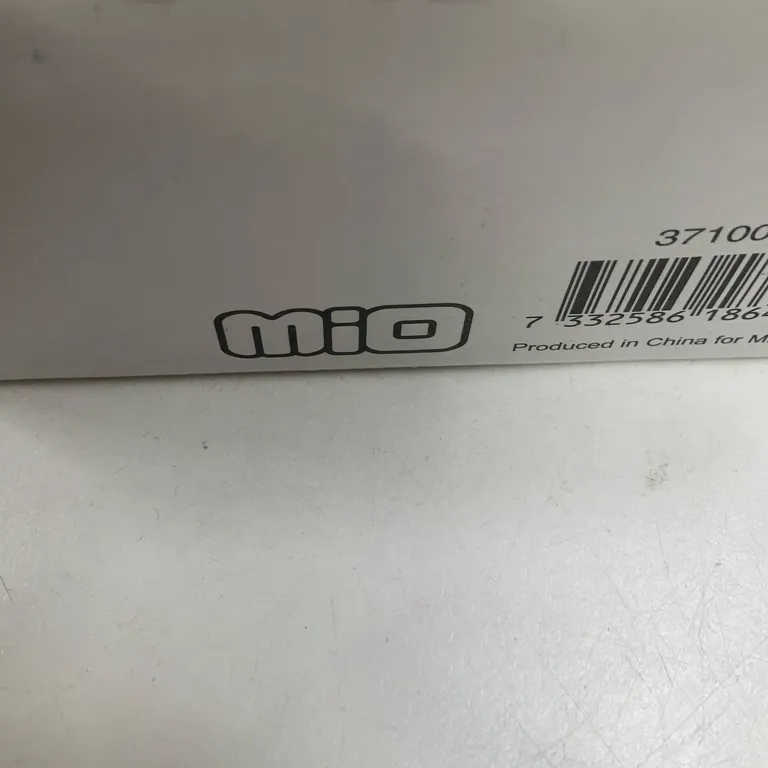 37100
mio
7 332586 1864
Produced in China for M